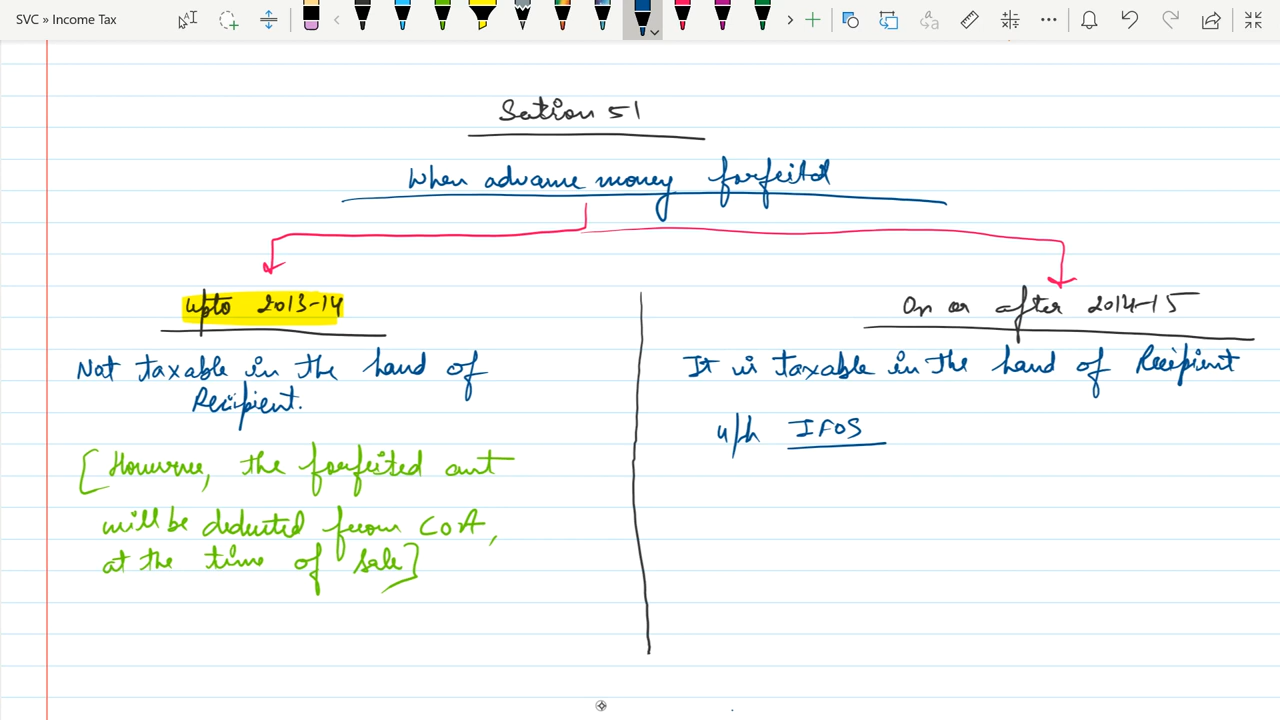 SVC » Income Tax
Section 51
When advance money forfeited
upto 2013-14
Not taxable in the hand of
Recipient.
[However, the forfeited amt
will be deducted from COA,
at the time of sale]
On or after 2014-15
It is taxable in the hand of Recipient
u/h IFOS